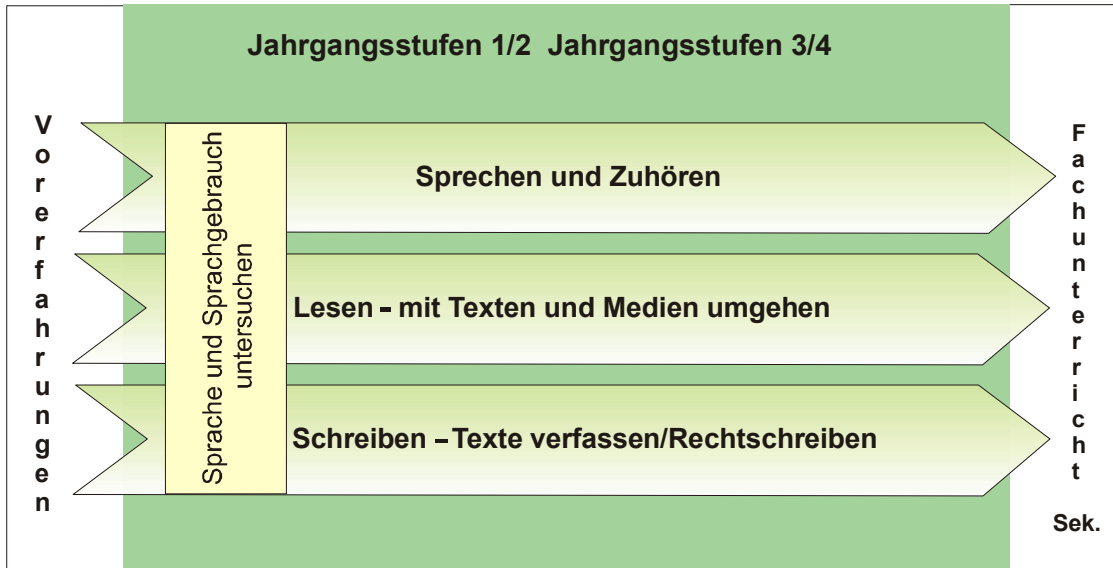 Jahrgangsstufen 1/2 Jahrgangsstufen 3/4
Vorerfahrungen
Sprache und Sprachgebrauch
untersuchen
Sprechen und Zuhören
Lesen - mit Texten und Medien umgehen
Schreiben - Texte verfassen/Rechtschreiben
Fachunterricht
Sek.